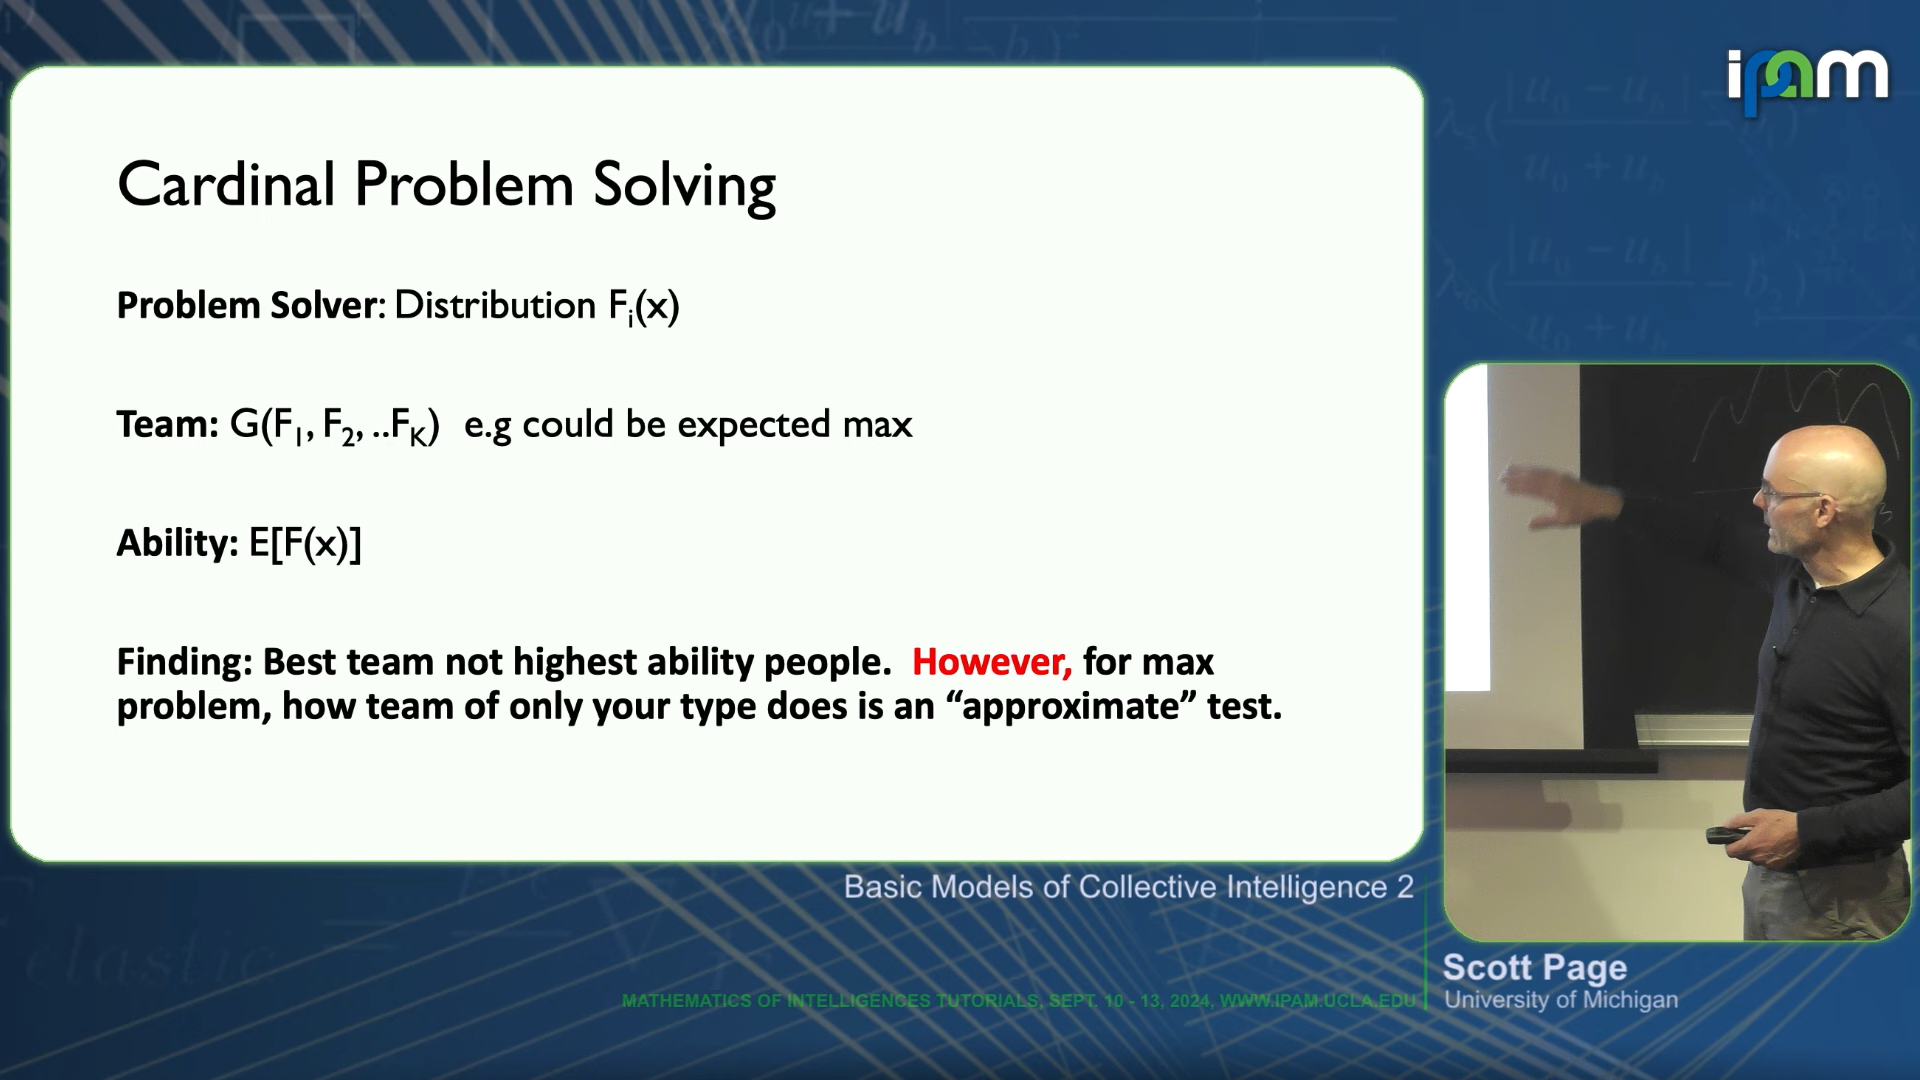 ipam
Cardinal Problem Solving
Problem Solver: Distribution Fᵢ(x)
Team: G(F₁, F₂, ..F_K) e.g could be expected max
Ability: E[F(x)]
Finding: Best team not highest ability people. However, for max
problem, how team of only your type does is an “approximate” test.
Basic Models of Collective Intelligence 2
Scott Page
University of Michigan
MATHEMATICS OF INTELLIGENCES TUTORIALS, SEPT. 10 - 13, 2024, WWW.IPAM.UCLA.EDU
elastic